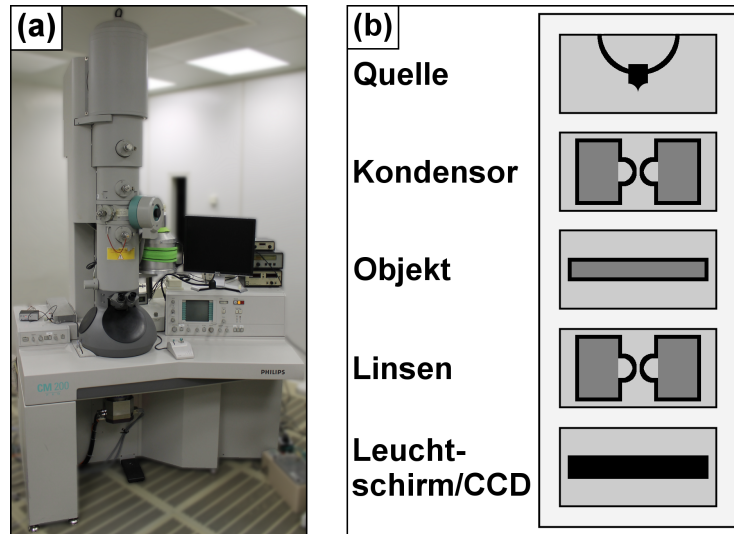 (a)
CM 200
PHILIPS
(b)
Quelle
Kondensor
Objekt
Linsen
Leucht-
schirm/CCD